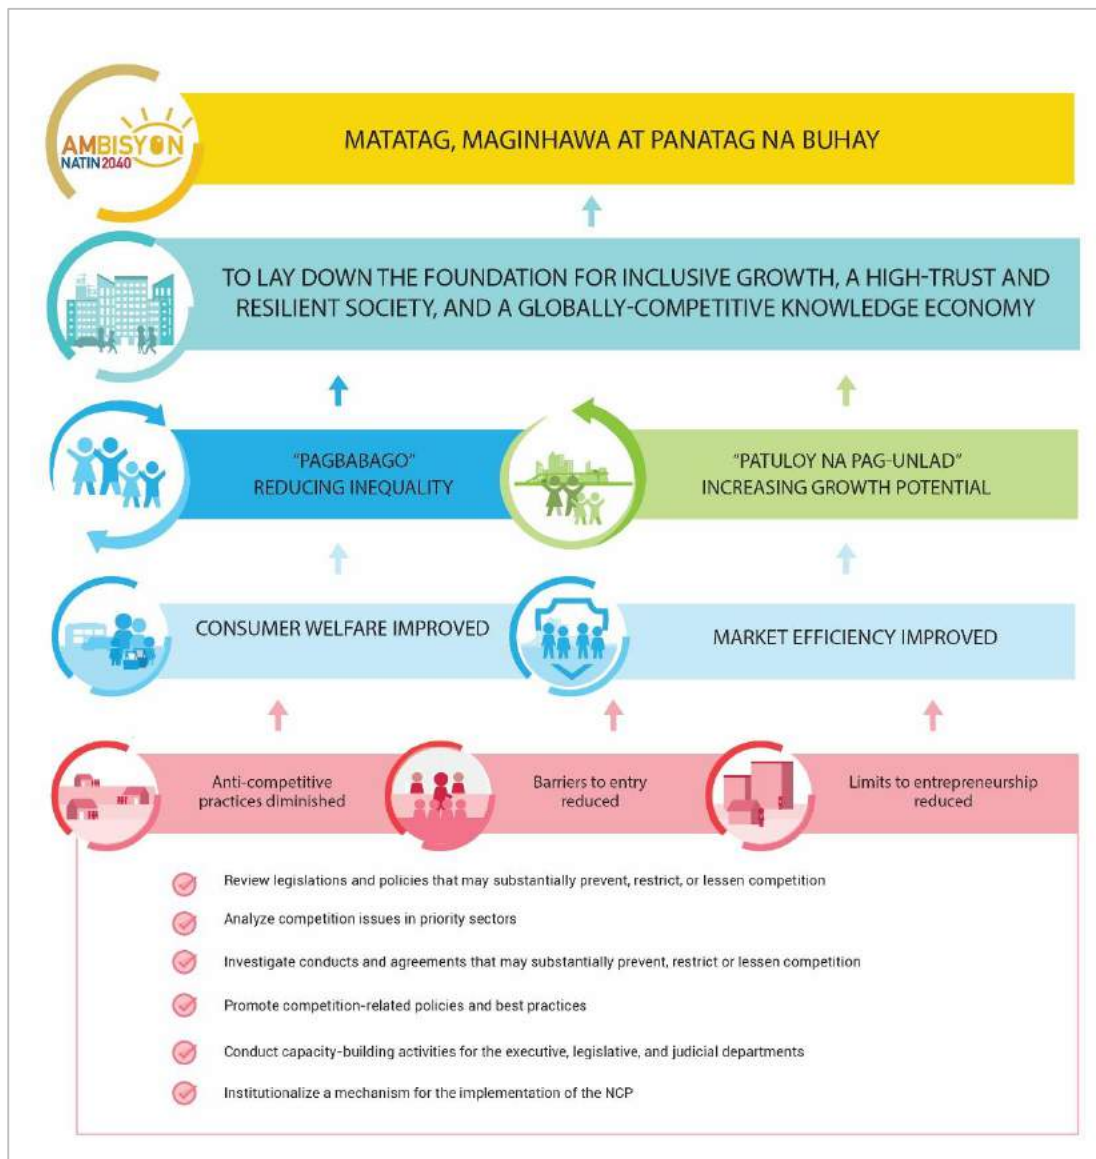 AMBISYON
NATIN 2040
MATATAG, MAGINHAWA AT PANATAG NA BUHAY
TO LAY DOWN THE FOUNDATION FOR INCLUSIVE GROWTH, A HIGH-TRUST AND
RESILIENT SOCIETY, AND A GLOBALLY-COMPETITIVE KNOWLEDGE ECONOMY
"PAGBABAGO"
REDUCING INEQUALITY
"PATULOY NA PAG-UNLAD"
INCREASING GROWTH POTENTIAL
CONSUMER WELFARE IMPROVED
MARKET EFFICIENCY IMPROVED
Anti-competitive
practices diminished
Barriers to entry
reduced
Limits to entrepreneurship
reduced
Review legislations and policies that may substantially prevent, restrict, or lessen competition
Analyze competition issues in priority sectors
Investigate conducts and agreements that may substantially prevent, restrict or lessen competition
Promote competition-related policies and best practices
Conduct capacity-building activities for the executive, legislative, and judicial departments
Institutionalize a mechanism for the implementation of the NCP